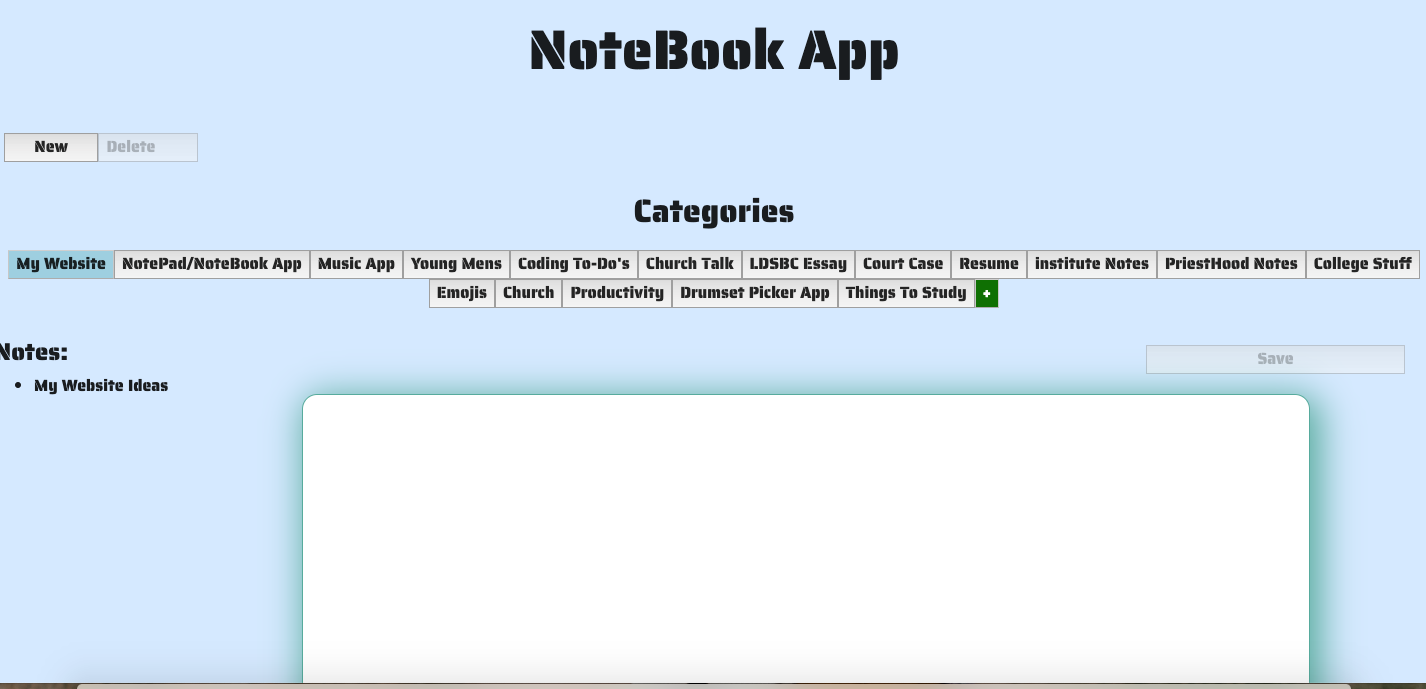 NoteBook App
New Delete
Categories
My Website NotePad/NoteBook App Music App Young Mens Coding To-Do's Church Talk LDSBC Essay Court Case Resume institute Notes PriestHood Notes College Stuff
Emojis Church Productivity Drumset Picker App Things To Study +
Notes:
Save
• My Website Ideas